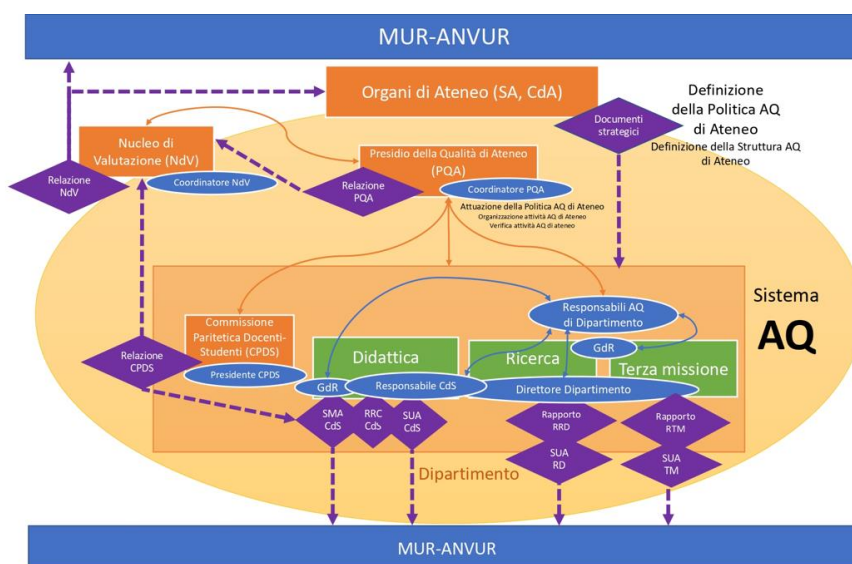 MUR-ANVUR
Organi di Ateneo (SA, CdA)
Documenti
strategici
Definizione
della Politica AQ
di Ateneo
Definizione della Struttura AQ
di Ateneo
Nucleo di
Valutazione (NdV)
Coordinatore NdV
Relazione
NdV
Presidio della Qualità di Ateneo
(PQA)
Relazione
PQA
Coordinatore PQA
Attuazione della Politica AQ di Ateneo
Organizzazione attività AQ di Ateneo
Verifica attività AQ di ateneo
Sistema
AQ
Responsabili AQ
di Dipartimento
Commissione
Paritetica Docenti-
Studenti (CPDS)
Presidente CPDS
Relazione
CPDS
Didattica
GdR
Responsabile CdS
Ricerca
GdR
Terza missione
Direttore Dipartimento
SMA
CdS
RRC
CdS
SUA
CdS
Rapporto
RRD
SUA
RD
Rapporto
RTM
SUA
TM
Dipartimento
MUR-ANVUR